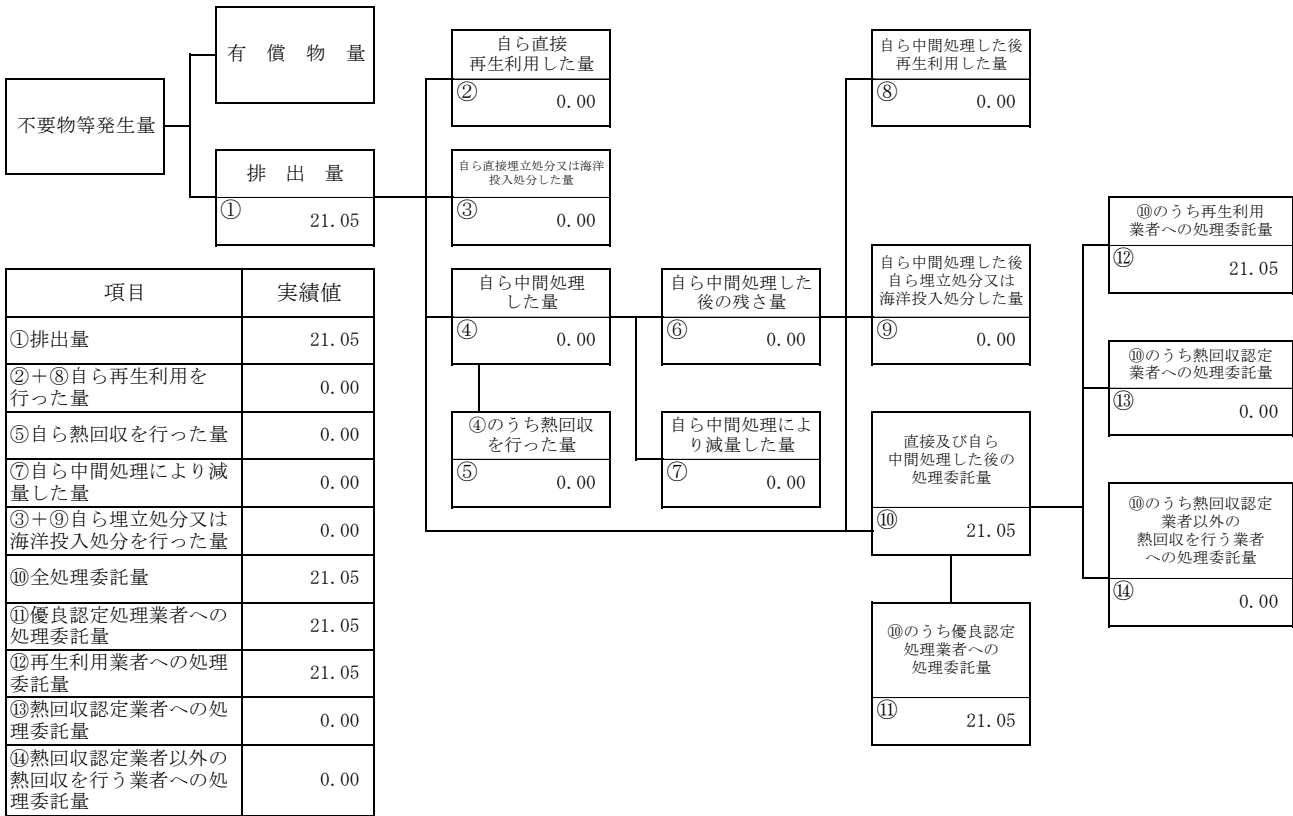 有 償 物 量
不要物等発生量
排 出 量
①
21.05
自ら直接
再生利用した量
②
0.00
自ら直接埋立処分又は海洋
投入処分した量
③
0.00
自ら中間処理
した量
④
0.00
④のうち熱回収
を行った量
⑤
0.00
自ら中間処理した
後の残さ量
⑥
0.00
自ら中間処理によ
り減量した量
⑦
0.00
自ら中間処理した後
再生利用した量
⑧
0.00
自ら中間処理した後
自ら埋立処分又は
海洋投入処分した量
⑨
0.00
直接及び自ら
中間処理した後の
処理委託量
⑩
21.05
⑩のうち優良認定
処理業者への
処理委託量
⑪
21.05
⑩のうち再生利用
業者への処理委託量
⑫
21.05
⑩のうち熱回収認定
業者への処理委託量
⑬
0.00
⑩のうち熱回収認定
業者以外の
熱回収を行う業者
への処理委託量
⑭
0.00
項目 実績値
①排出量 21.05
②+⑧自ら再生利用を
行った量 0.00
⑤自ら熱回収を行った量 0.00
⑦自ら中間処理により減
量した量 0.00
③+⑨自ら埋立処分又は
海洋投入処分を行った量 0.00
⑩全処理委託量 21.05
⑪優良認定処理業者への
処理委託量 21.05
⑫再生利用業者への処理
委託量 21.05
⑬熱回収認定業者への処
理委託量 0.00
⑭熱回収認定業者以外の
熱回収を行う業者への処
理委託量 0.00